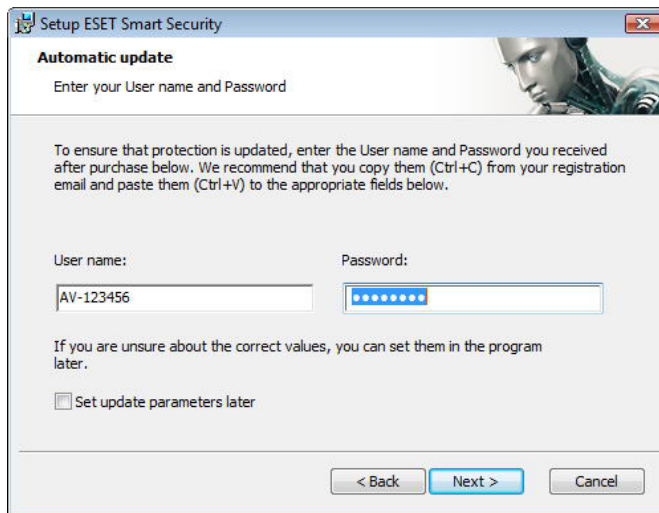 Setup ESET Smart Security
Automatic update
Enter your User name and Password
To ensure that protection is updated, enter the User name and Password you received
after purchase below. We recommend that you copy them (Ctrl+C) from your registration
email and paste them (Ctrl+V) to the appropriate fields below.
User name: Password:
AV-123456 ●●●●●●●●
If you are unsure about the correct values, you can set them in the program
later.
Set update parameters later
< Back Next > Cancel